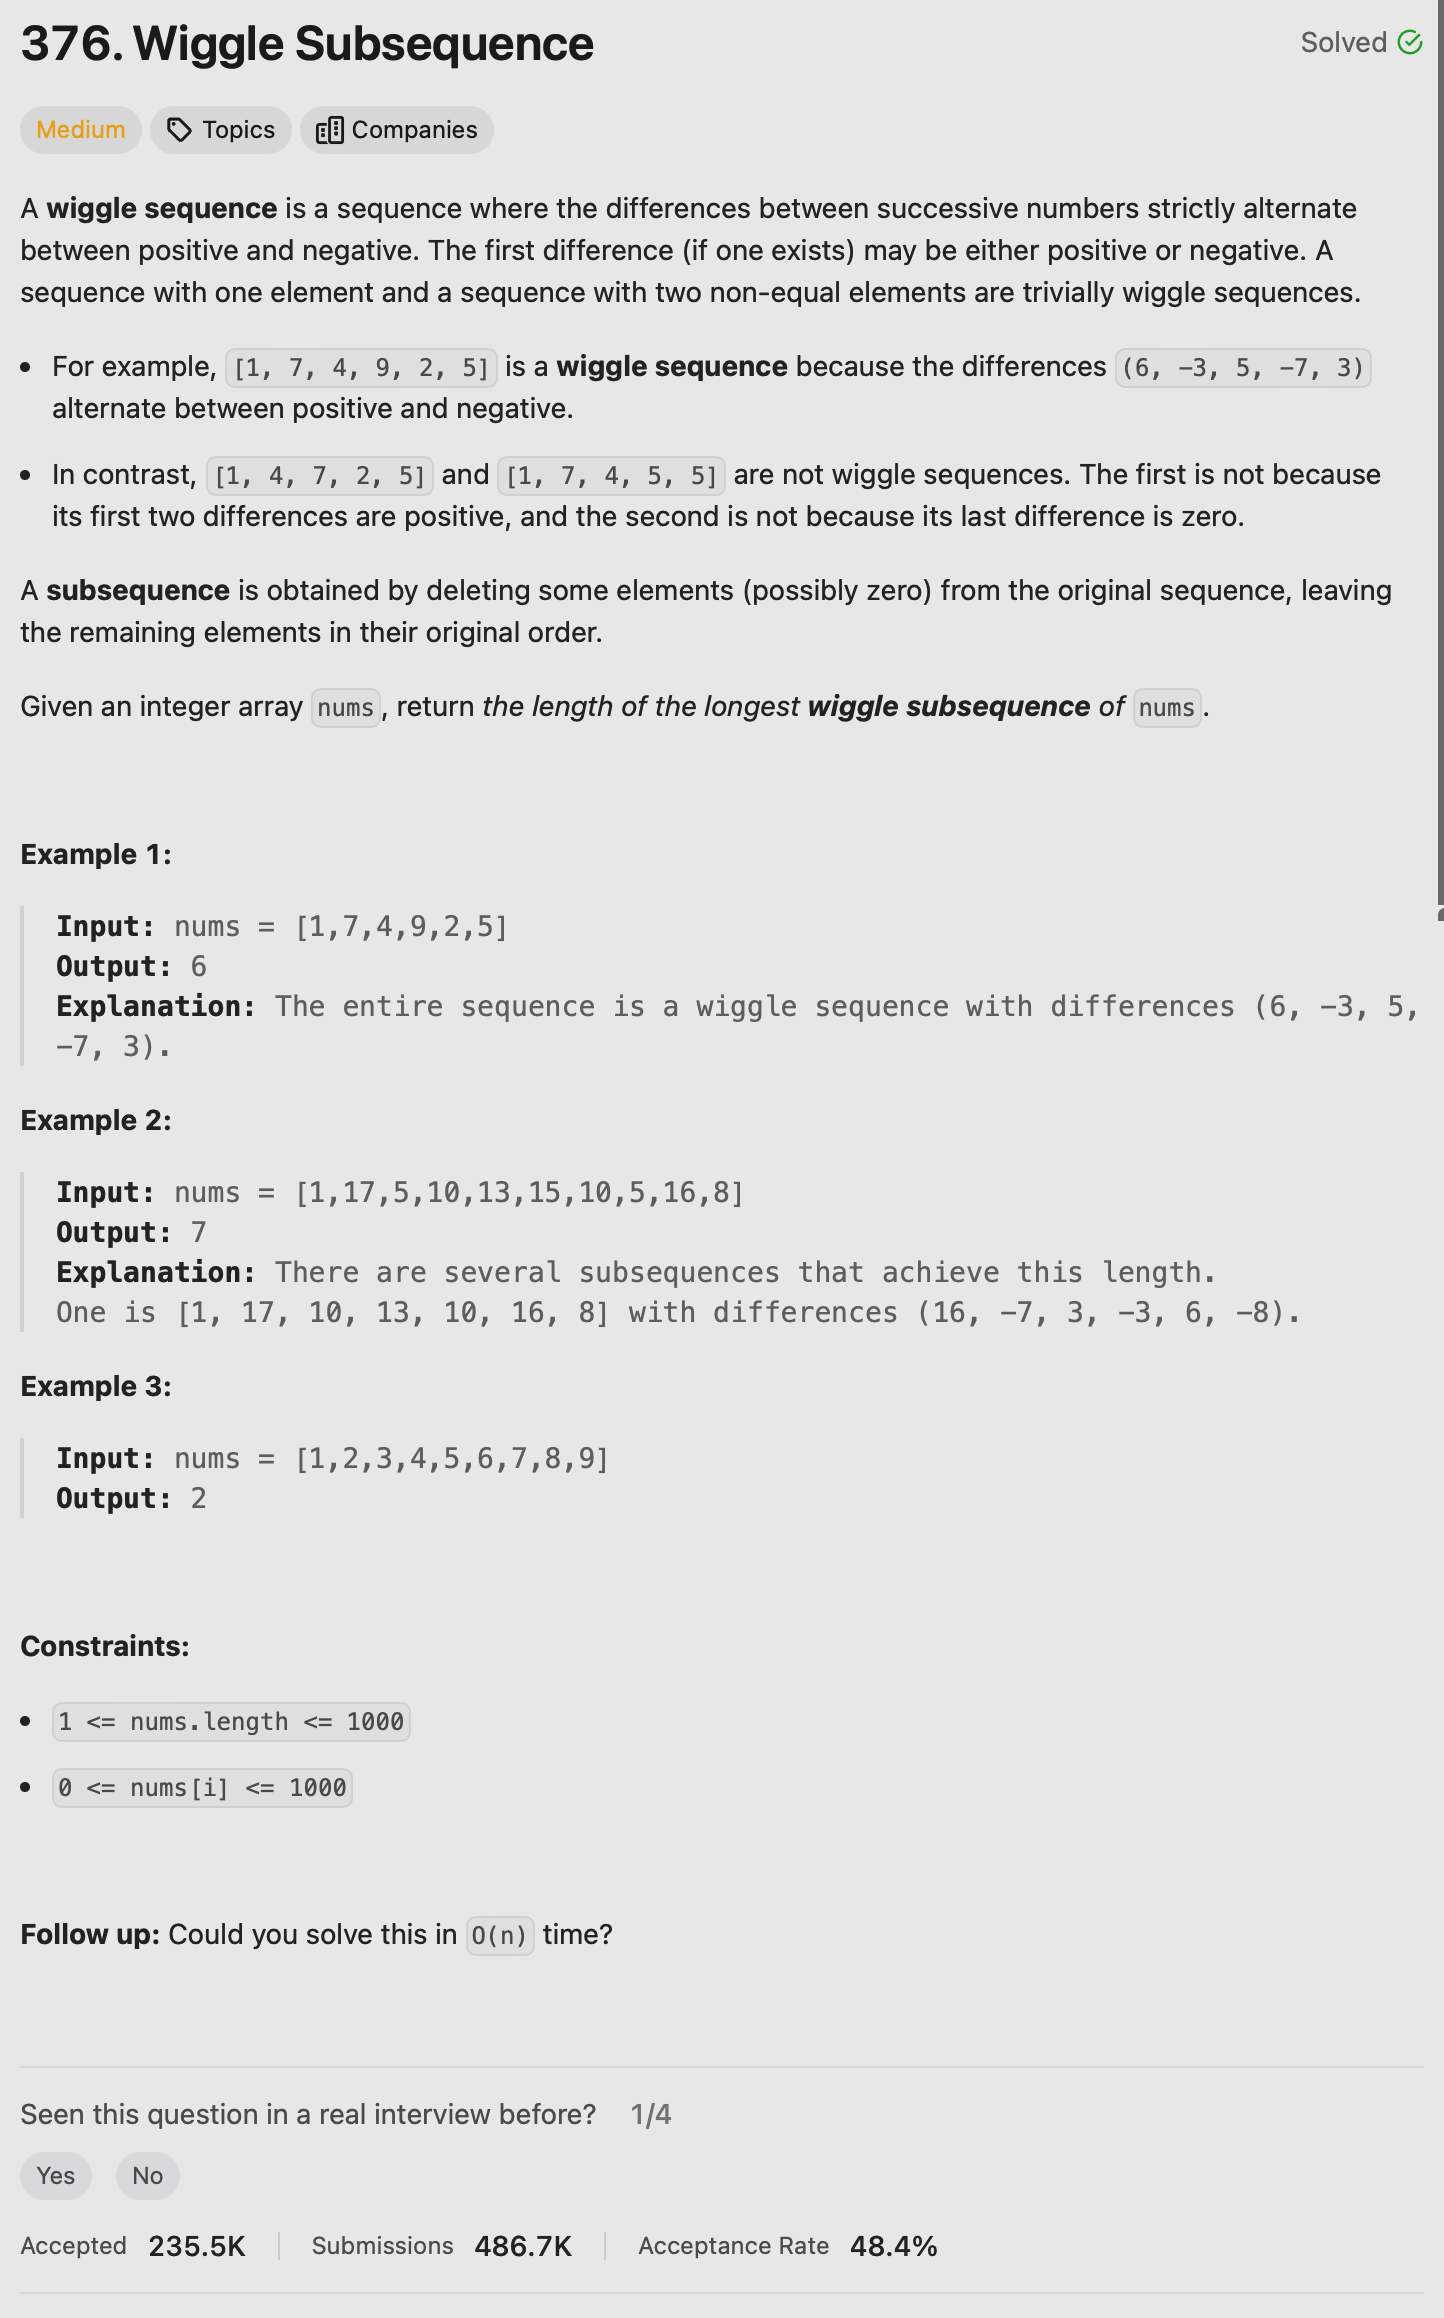 376. Wiggle Subsequence
Solved
Medium
Topics
Companies
A wiggle sequence is a sequence where the differences between successive numbers strictly alternate
between positive and negative. The first difference (if one exists) may be either positive or negative. A
sequence with one element and a sequence with two non-equal elements are trivially wiggle sequences.
• For example, [1, 7, 4, 9, 2, 5] is a wiggle sequence because the differences (6, −3, 5, −7, 3)
alternate between positive and negative.
• In contrast, [1, 4, 7, 2, 5] and [1, 7, 4, 5, 5] are not wiggle sequences. The first is not because
its first two differences are positive, and the second is not because its last difference is zero.
A subsequence is obtained by deleting some elements (possibly zero) from the original sequence, leaving
the remaining elements in their original order.
Given an integer array nums, return the length of the longest wiggle subsequence of nums.
Example 1:
Input: nums = [1,7,4,9,2,5]
Output: 6
Explanation: The entire sequence is a wiggle sequence with differences (6, −3, 5,
−7, 3).
Example 2:
Input: nums = [1,17,5,10,13,15,10,5,16,8]
Output: 7
Explanation: There are several subsequences that achieve this length.
One is [1, 17, 10, 13, 10, 16, 8] with differences (16, −7, 3, −3, 6, −8).
Example 3:
Input: nums = [1,2,3,4,5,6,7,8,9]
Output: 2
Constraints:
• 1 <= nums.length <= 1000
• 0 <= nums[i] <= 1000
Follow up: Could you solve this in O(n) time?
Seen this question in a real interview before? 1/4
Yes No
Accepted 235.5K Submissions 486.7K Acceptance Rate 48.4%